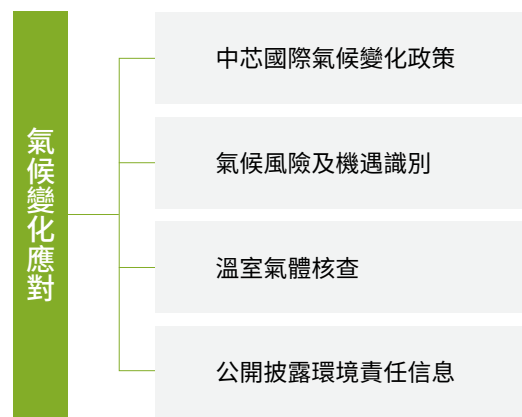 氣候變化應對
中芯國際氣候變化政策
氣候風險及機遇識別
溫室氣體核查
公開披露環境責任信息